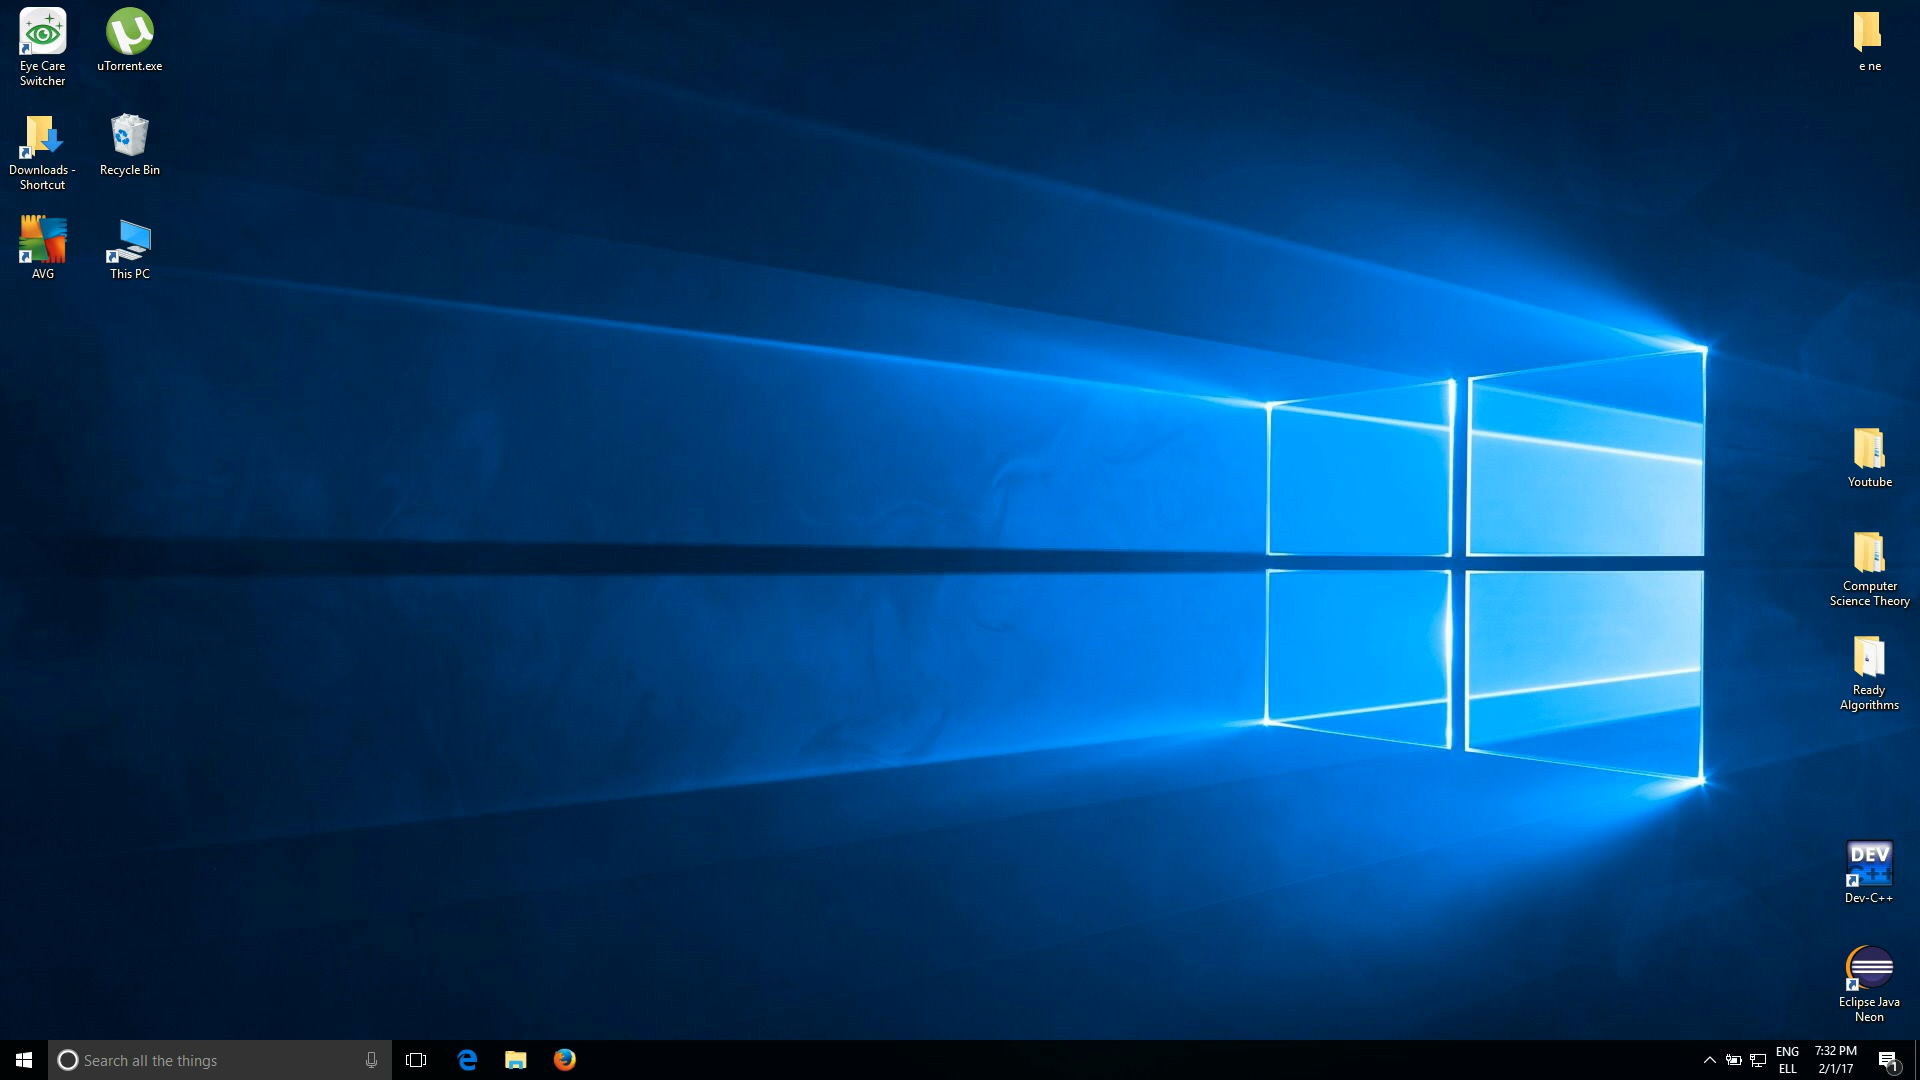 Eye Care
Switcher
uTorrent.exe
Downloads -
Shortcut
Recycle Bin
AVG
This PC
e ne
Youtube
Computer
Science Theory
Ready
Algorithms
DEV
C++
Dev-C++
Eclipse Java
Neon
Search all the things
ENG
ELL
7:32 PM
2/1/17
1